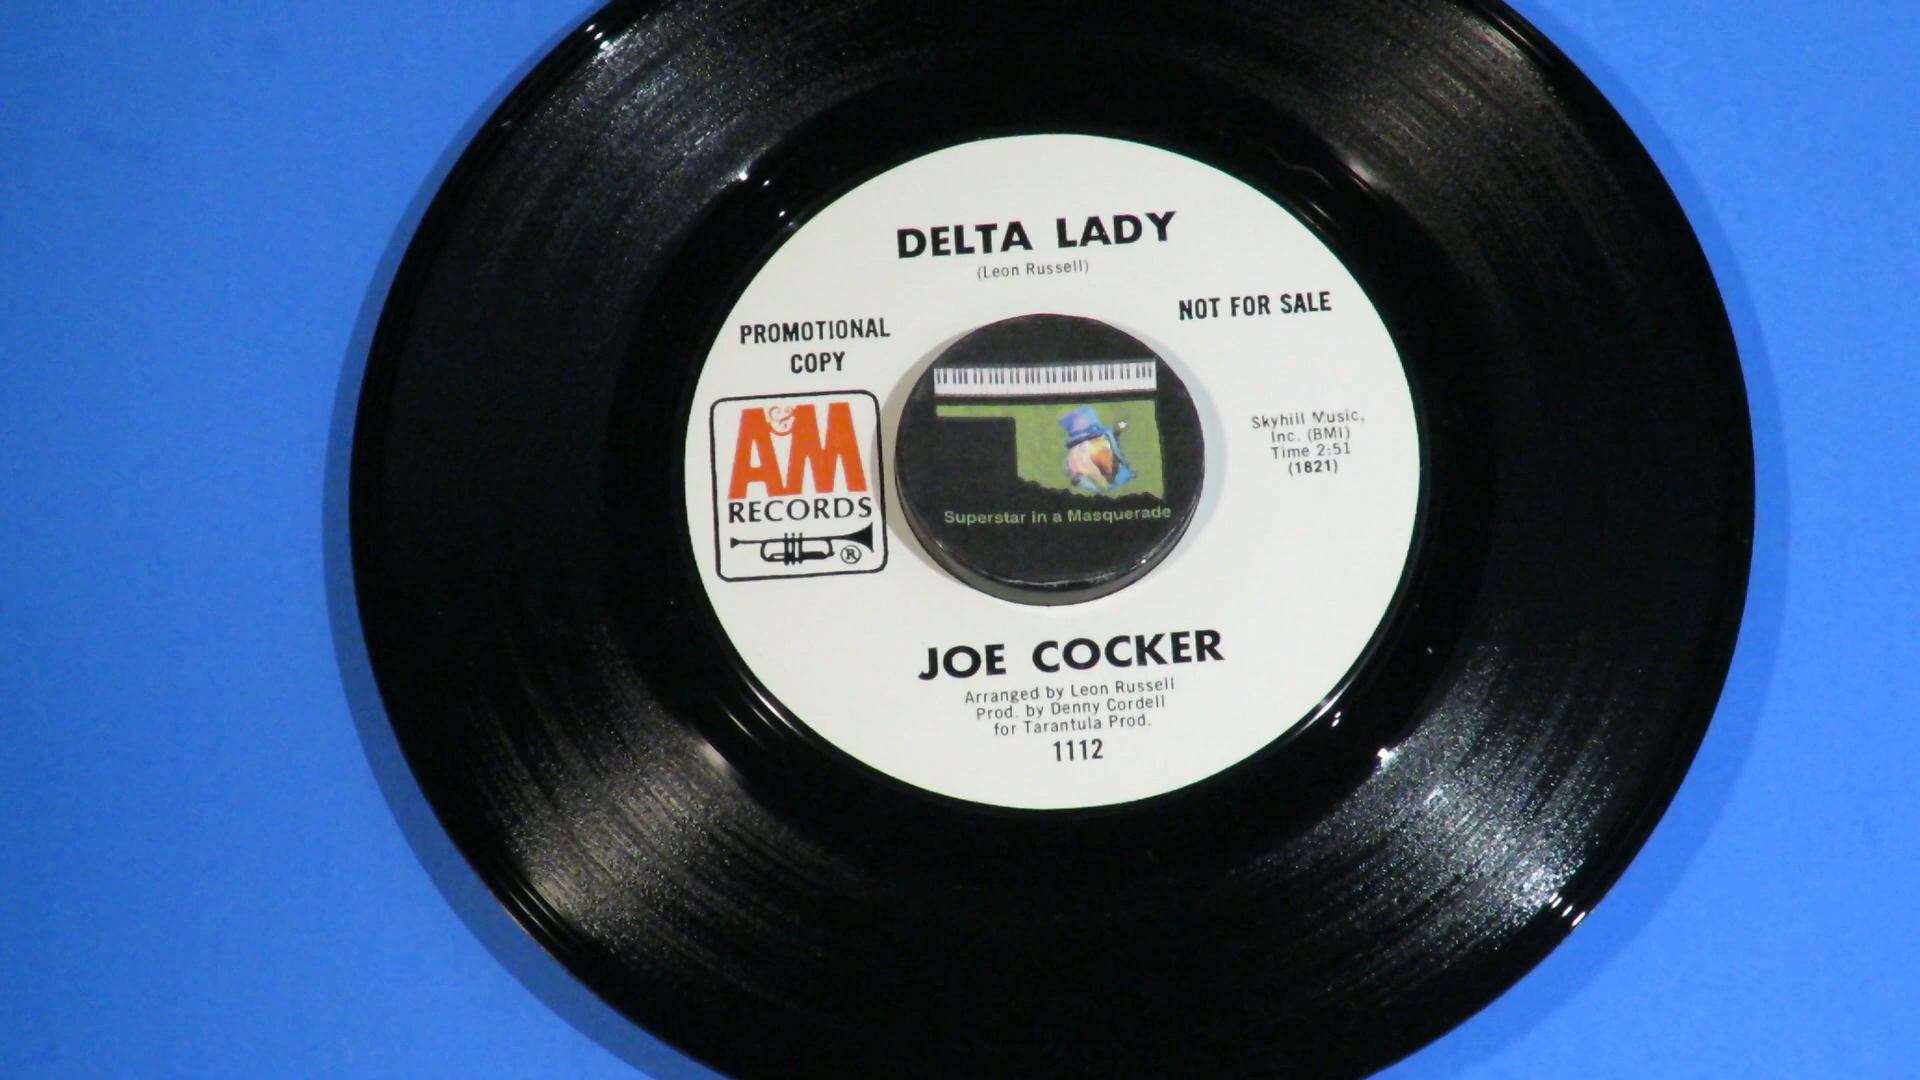 DELTA LADY
(Leon Russell)
PROMOTIONAL
COPY
NOT FOR SALE
A&M
RECORDS
®
Skyhill Music,
Inc. (BMI)
Time 2:51
(1821)
Superstar in a Masquerade
JOE COCKER
Arranged by Leon Russell
Prod. by Denny Cordell
for Tarantula Prod.
1112